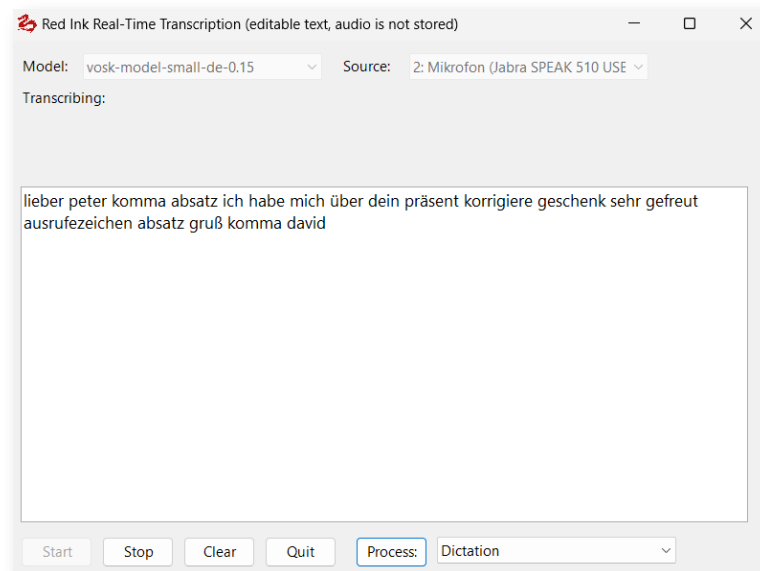 Red Ink Real-Time Transcription (editable text, audio is not stored)
Model: vosk-model-small-de-0.15 Source: 2: Mikrofon (Jabra SPEAK 510 USE
Transcribing:
lieber peter komma absatz ich habe mich über dein präsent korrigiere geschenk sehr gefreut
ausrufezeichen absatz gruß komma david
Start Stop Clear Quit Process: Dictation